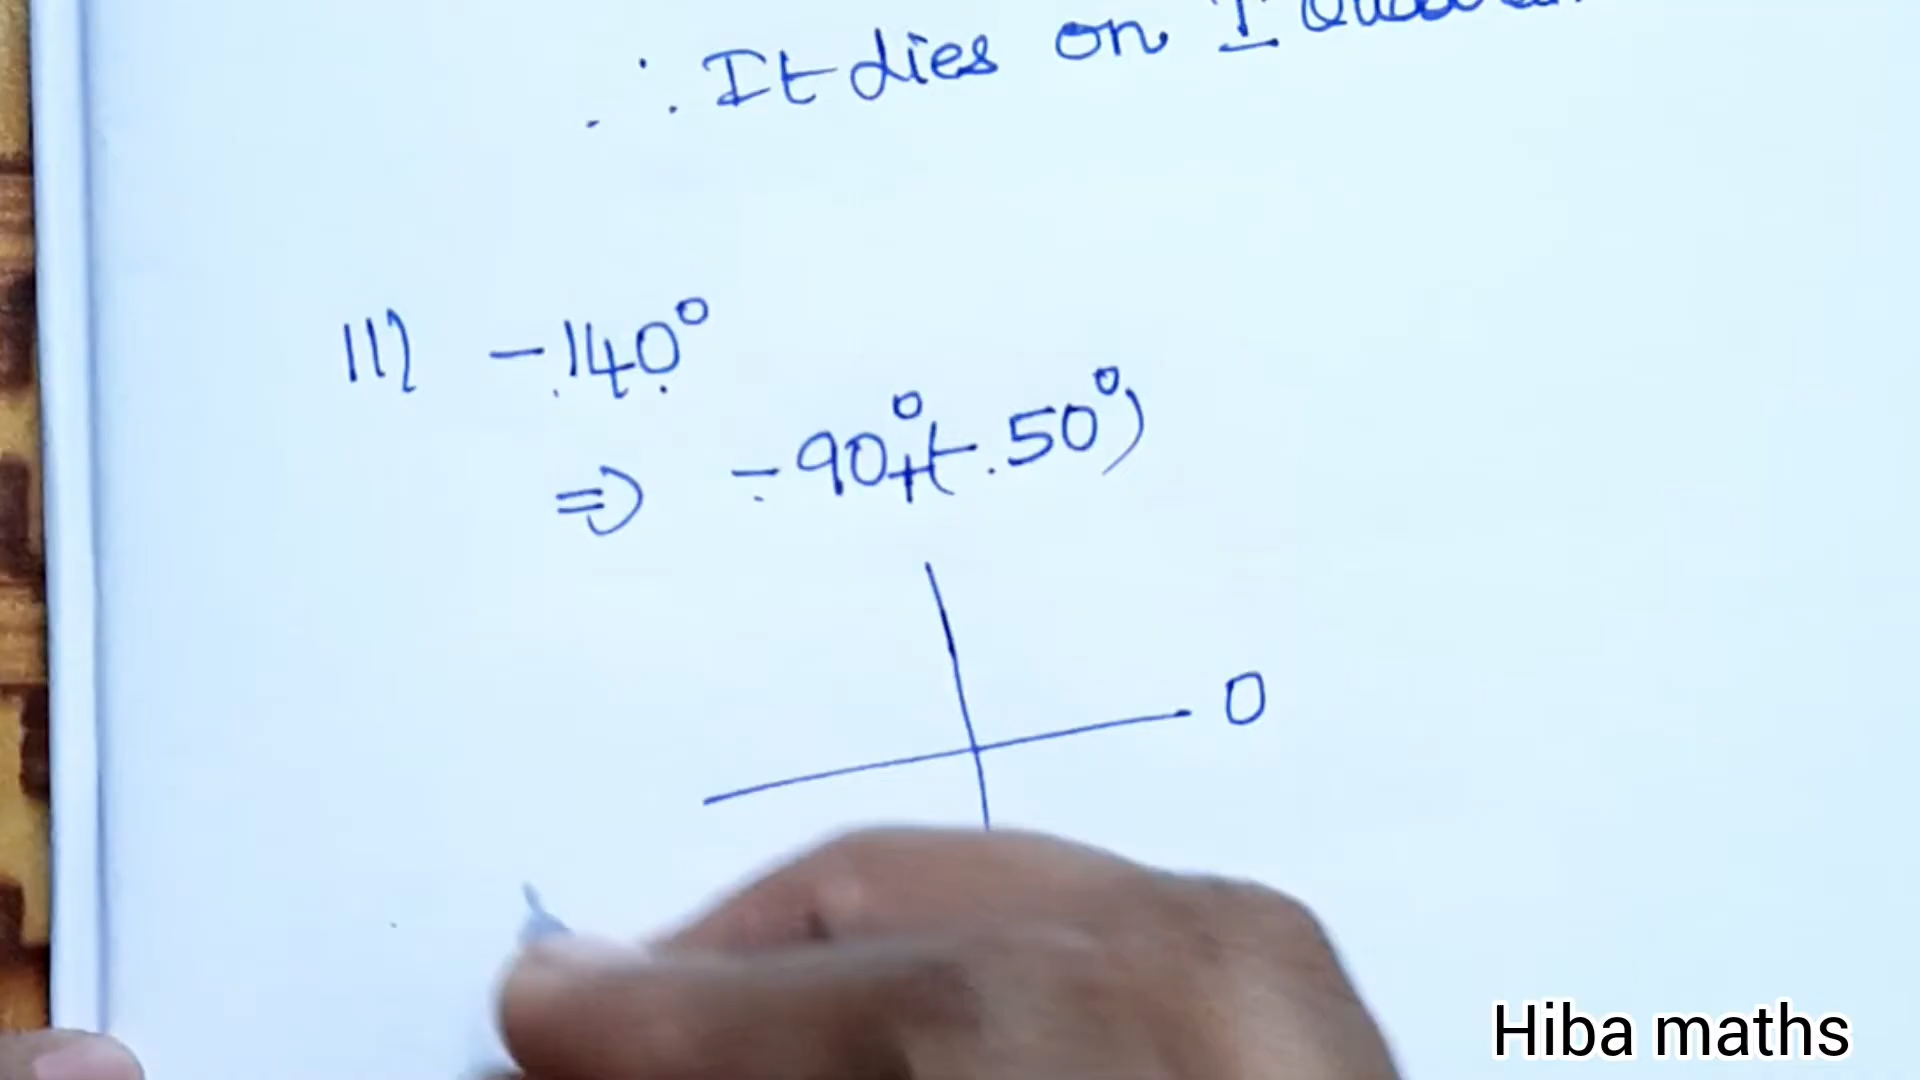 ∴ It lies on I
ii) -140°
⇒ -90°+(-50°)
0
Hiba maths